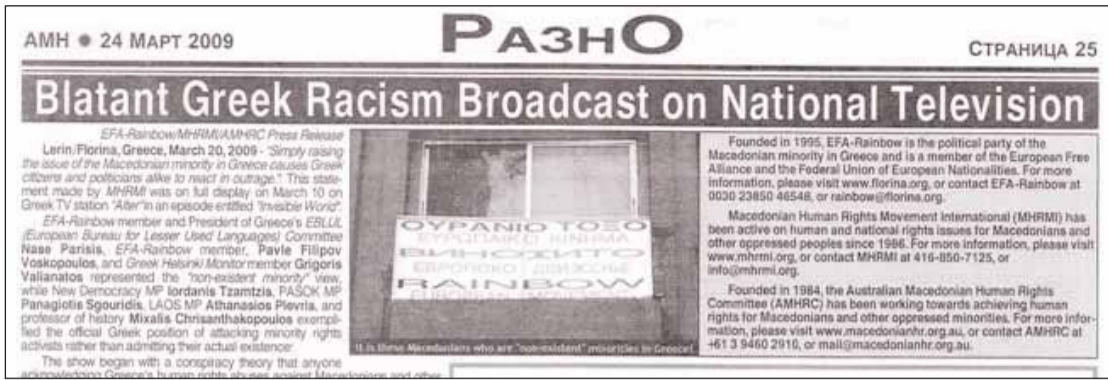 АМН ● 24 МАРТ 2009
РАЗНО
СТРАНИЦА 25
Blatant Greek Racism Broadcast on National Television
EFA-Rainbow/MHRMI/AMHRC Press Release
Lerin/Florina, Greece, March 20, 2009 - "Simply raising
the issue of the Macedonian minority in Greece causes Greek
citizens and politicians alike to react in outrage." This state-
ment made by MHRMI was on full display on March 10 on
Greek TV station "Alter" in an episode entitled "Invisible World".
EFA-Rainbow member and President of Greece's EBLUL
(European Bureau for Lesser Used Languages) Committee
Nase Parisis, EFA-Rainbow member, Pavle Filipov
Voskopoulos, and Greek Helsinki Monitor member Grigoris
Valianatos represented the "non-existent minority" view,
while New Democracy MP Iordanis Tzamtzis, PASOK MP
Panagiotis Sgouridis, LAOS MP Athanasios Plevris, and
professor of history Mixalis Chrisanthakopoulos exempli-
fied the official Greek position of attacking minority rights
activists rather than admitting their actual existence.
The show began with a conspiracy theory that anyone
acknowledging Greece's human rights abuses against Macedonians and other
ΟΥΡΑΝΙΟ ΤΟΞΟ
ΕΥΡΩΠΑΪΚΟ ΚΙΝΗΜΑ
ВИНОЖИТО
ЕВРОПСКО ДВИЖЕЊЕ
RAINBOW
It is these Macedonians who are "non-existent" minorities in Greece!
Founded in 1995, EFA-Rainbow is the political party of the
Macedonian minority in Greece and is a member of the European Free
Alliance and the Federal Union of European Nationalities. For more
information, please visit www.florina.org, or contact EFA-Rainbow at
0030 23850 46548, or rainbow@florina.org.
Macedonian Human Rights Movement International (MHRMI) has
been active on human and national rights issues for Macedonians and
other oppressed peoples since 1986. For more information, please visit
www.mhrmi.org, or contact MHRMI at 416-850-7125, or
info@mhrmi.org.
Founded in 1984, the Australian Macedonian Human Rights
Committee (AMHRC) has been working towards achieving human
rights for Macedonians and other oppressed minorities. For more infor-
mation, please visit www.macedonianhr.org.au, or contact AMHRC at
+61 3 9460 2916, or mail@macedonianhr.org.au.